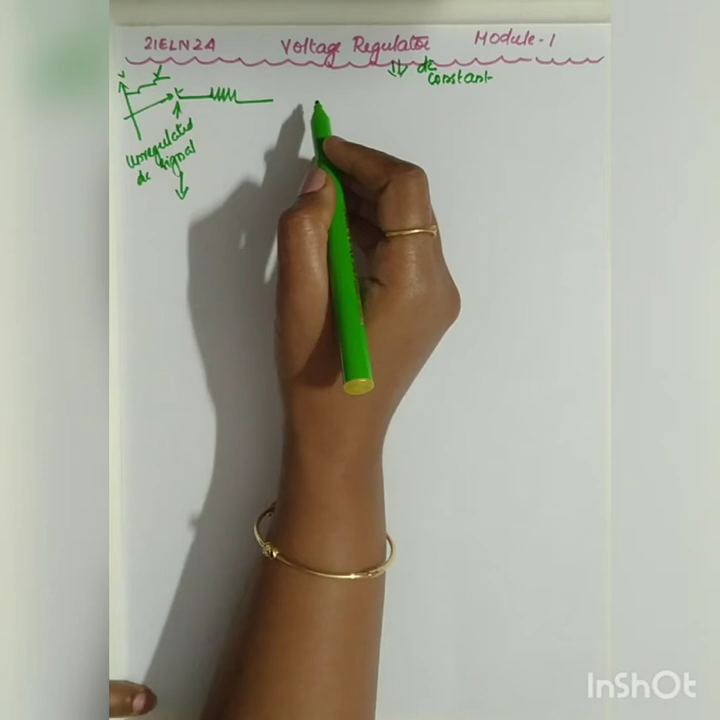 21ELN24 Voltage Regulator Module-1
dc
constant
V
t
unregulated
dc signal
InShOt